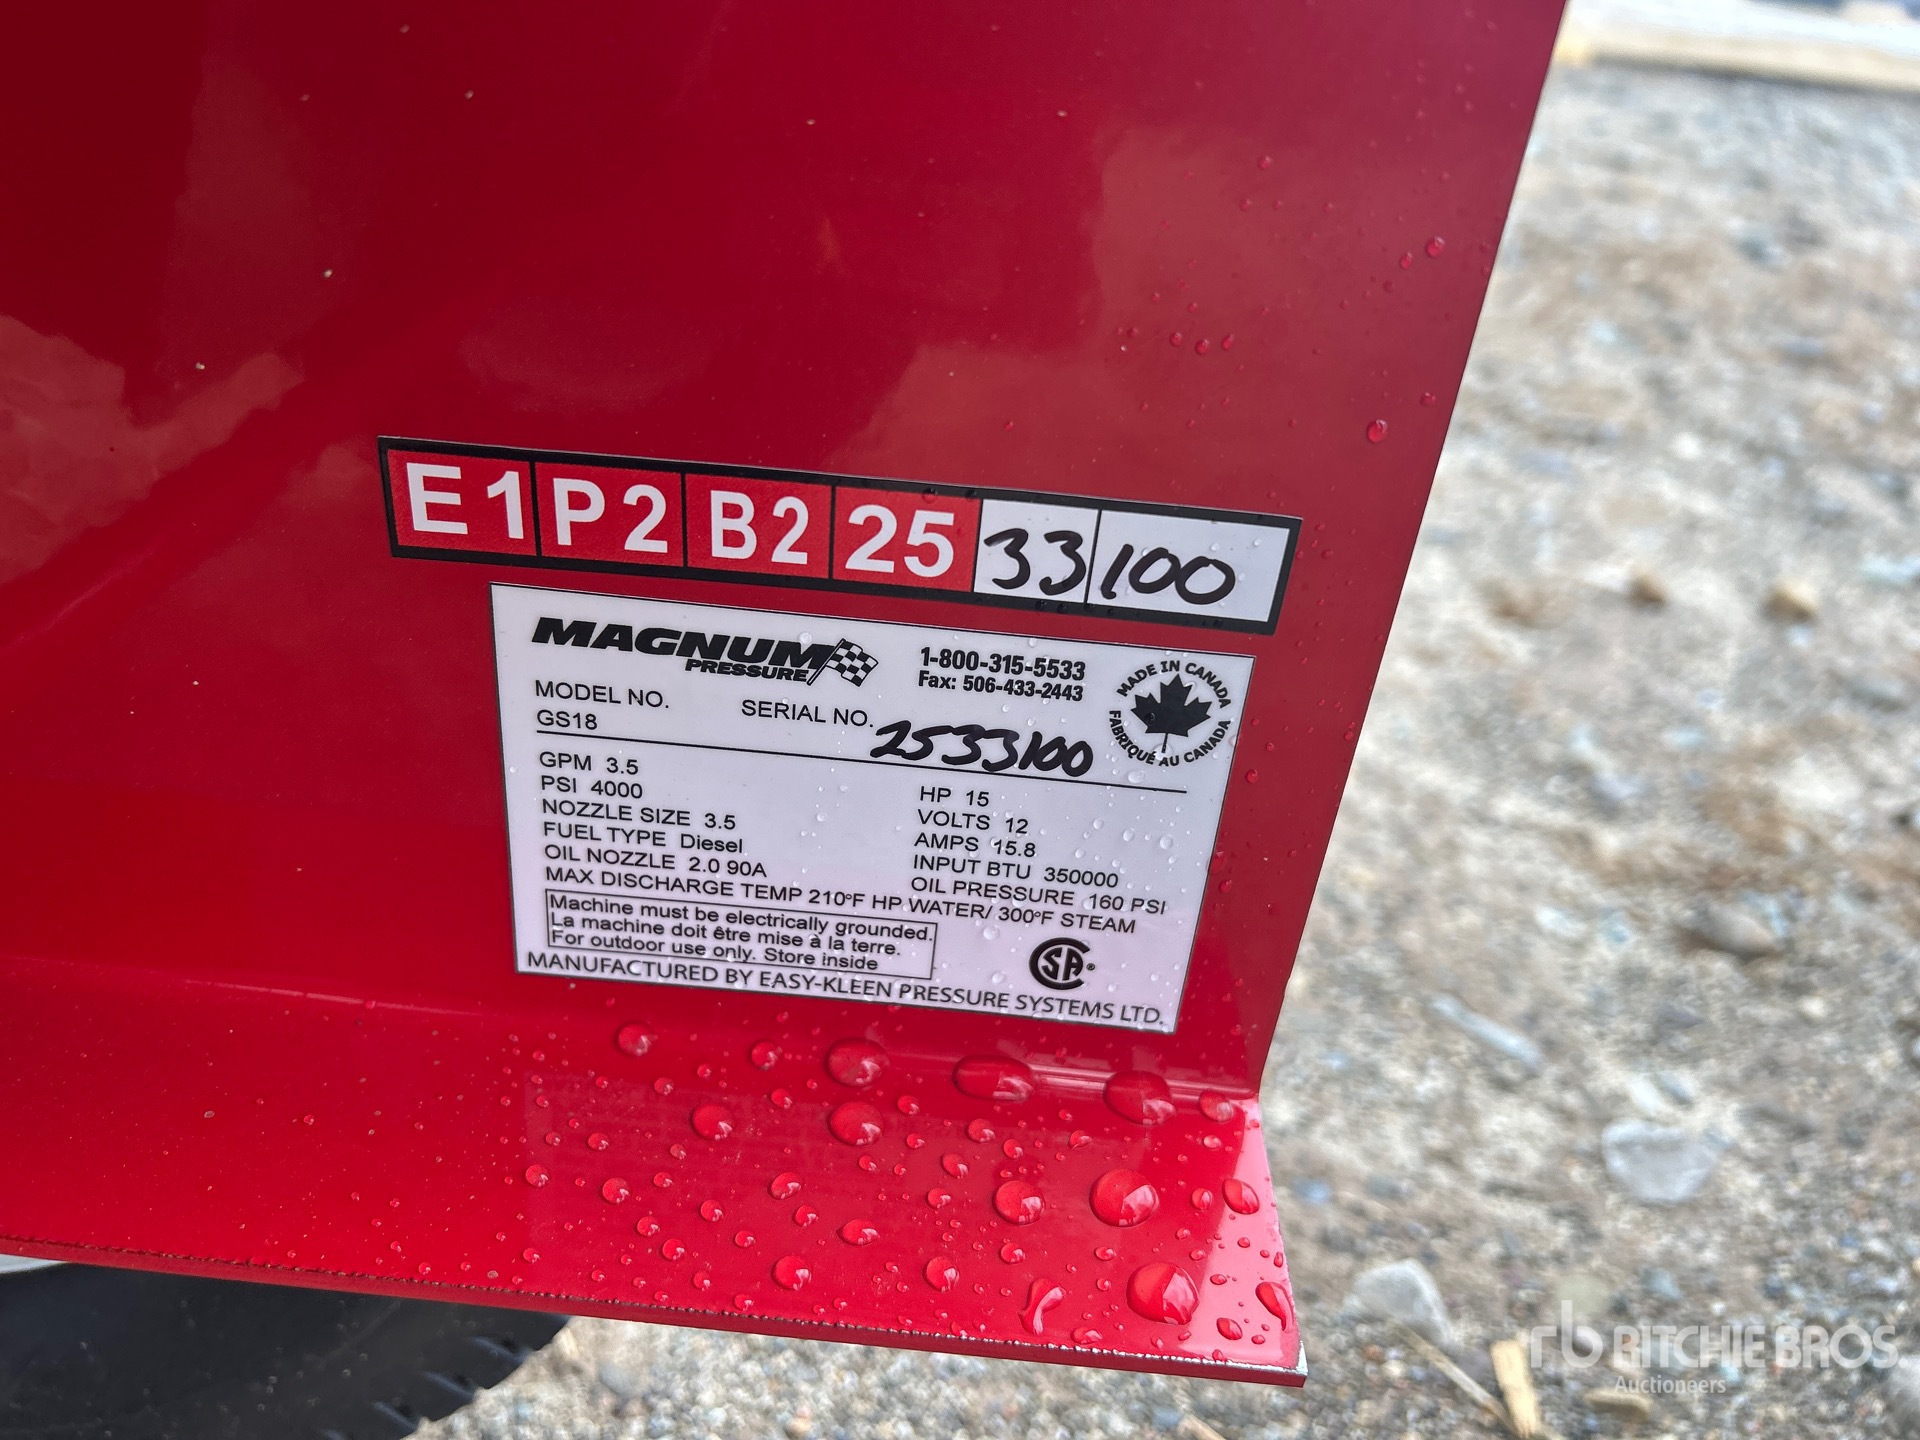 E1 P2 B2 25 33 100
MAGNUM
PRESSURE
1-800-315-5533
Fax: 506-433-2443
MADE IN CANADA
FABRIQUÉ AU CANADA
MODEL NO.
GS18
SERIAL NO. 2533100
GPM 3.5
PSI 4000
NOZZLE SIZE 3.5
FUEL TYPE Diesel
OIL NOZZLE 2.0 90A
HP 15
VOLTS 12
AMPS 15.8
INPUT BTU 350000
OIL PRESSURE 160 PSI
MAX DISCHARGE TEMP 210°F HP WATER/ 300°F STEAM
Machine must be electrically grounded.
La machine doit être mise à la terre.
For outdoor use only. Store inside
CSA®
MANUFACTURED BY EASY-KLEEN PRESSURE SYSTEMS LTD.
rb RITCHIE BROS.
Auctioneers